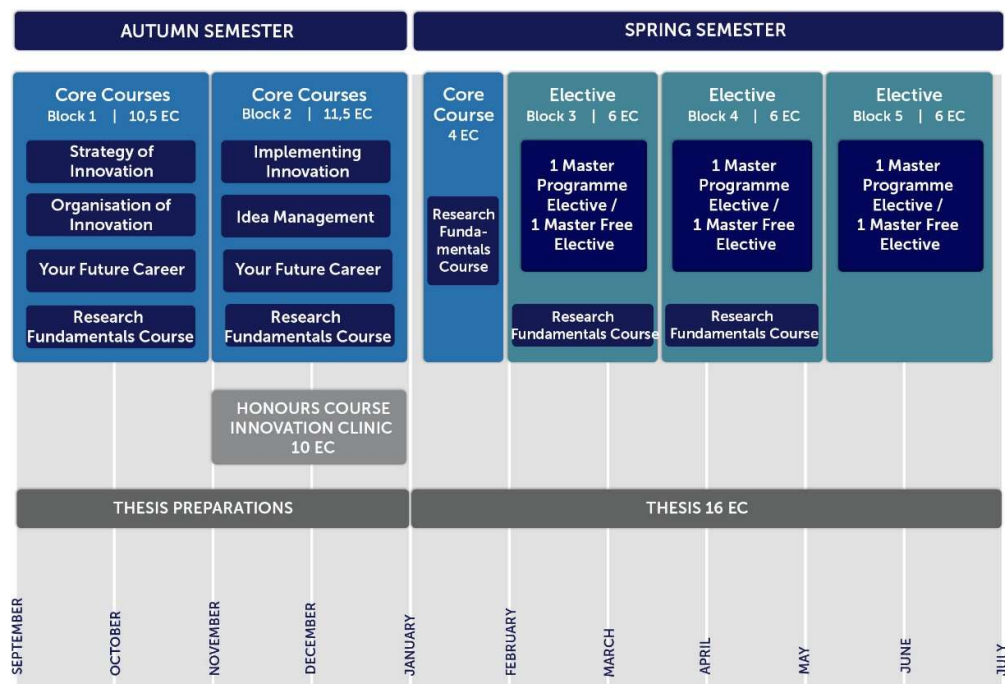 AUTUMN SEMESTER
SPRING SEMESTER
Core Courses
Block 1 | 10,5 EC
Strategy of
Innovation
Organisation of
Innovation
Your Future Career
Research
Fundamentals Course
Core Courses
Block 2 | 11,5 EC
Implementing
Innovation
Idea Management
Your Future Career
Research
Fundamentals Course
Core
Course
4 EC
Research
Funda-
mentals
Course
Elective
Block 3 | 6 EC
1 Master
Programme
Elective /
1 Master Free
Elective
Research
Fundamentals Course
Elective
Block 4 | 6 EC
1 Master
Programme
Elective /
1 Master Free
Elective
Research
Fundamentals Course
Elective
Block 5 | 6 EC
1 Master
Programme
Elective /
1 Master Free
Elective
HONOURS COURSE
INNOVATION CLINIC
10 EC
THESIS PREPARATIONS
THESIS 16 EC
SEPTEMBER
OCTOBER
NOVEMBER
DECEMBER
JANUARY
FEBRUARY
MARCH
APRIL
MAY
JUNE
JULY